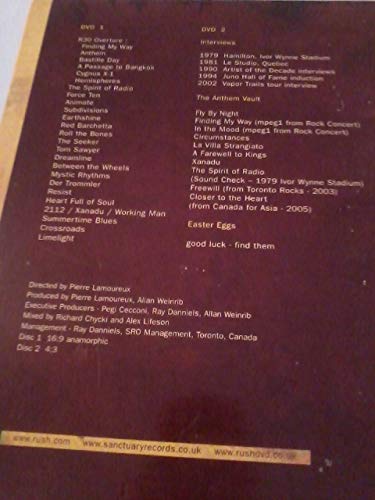 DVD 1
R30 Overture :
Finding My Way
Anthem
Bastille Day
A Passage to Bangkok
Cygnus X-1
Hemispheres
The Spirit of Radio
Force Ten
Animate
Subdivisions
Earthshine
Red Barchetta
Roll the Bones
The Seeker
Tom Sawyer
Dreamline
Between the Wheels
Mystic Rhythms
Der Trommler
Resist
Heart Full of Soul
2112 / Xanadu / Working Man
Summertime Blues
Crossroads
Limelight
DVD 2
Interviews
1979 Hamilton, Ivor Wynne Stadium
1981 Le Studio, Quebec
1990 Artist of the Decade interviews
1994 Juno Hall of Fame induction
2002 Vapor Trails tour interview
The Anthem Vault
Fly By Night
Finding My Way (mpeg1 from Rock Concert)
In the Mood (mpeg1 from Rock Concert)
Circumstances
La Villa Strangiato
A Farewell to Kings
Xanadu
The Spirit of Radio
(Sound Check - 1979 Ivor Wynne Stadium)
Freewill (from Toronto Rocks - 2003)
Closer to the Heart
(from Canada for Asia - 2005)
Easter Eggs
good luck - find them
Directed by Pierre Lamoureux
Produced by Pierre Lamoureux, Allan Weinrib
Executive Producers - Pegi Cecconi, Ray Danniels, Allan Weinrib
Mixed by Richard Chycki and Alex Lifeson
Management - Ray Danniels, SRO Management, Toronto, Canada
Disc 1 16:9 anamorphic
Disc 2 4:3
www.rush.com www.sanctuaryrecords.co.uk www.rushdvd.co.uk